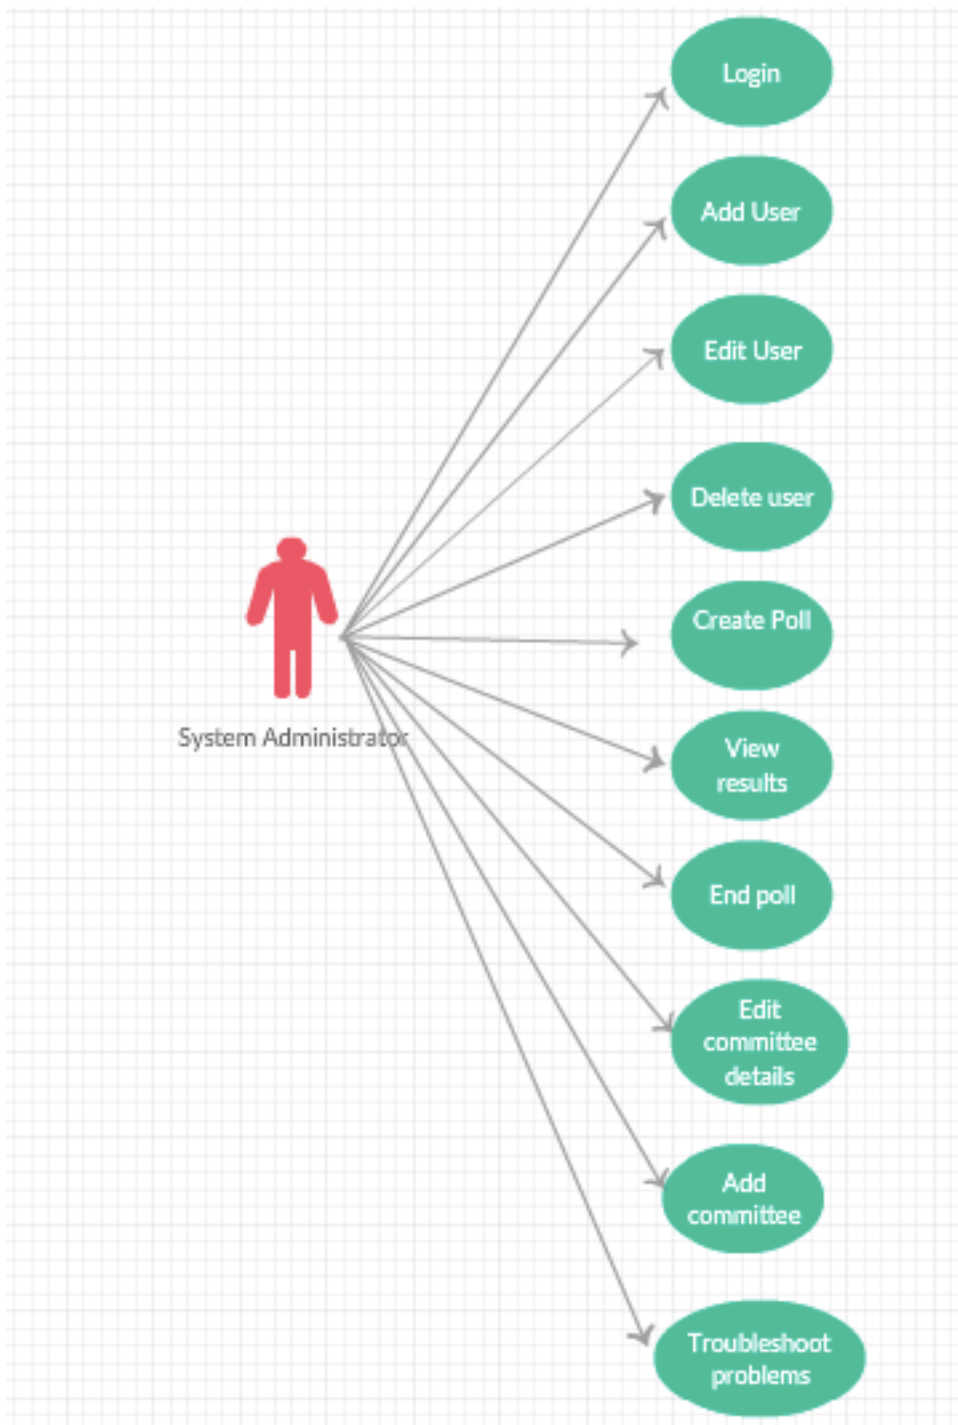 Login
Add User
Edit User
Delete user
Create Poll
System Administrator
View
results
End poll
Edit
committee
details
Add
committee
Troubleshoot
problems